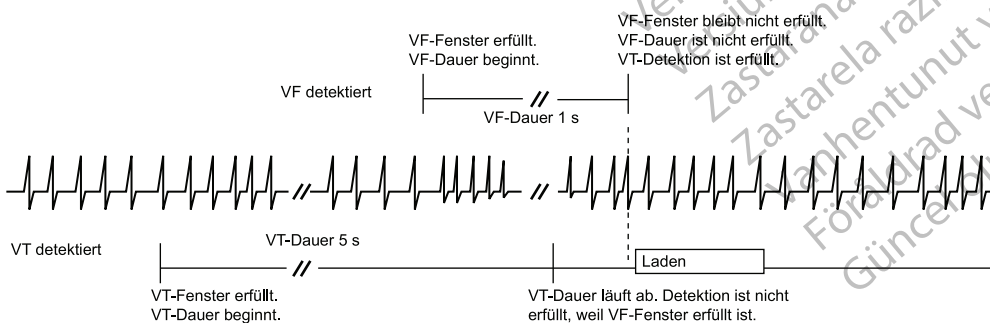 VF-Fenster bleibt nicht erfüllt.
VF-Dauer ist nicht erfüllt.
VT-Detektion ist erfüllt.
VF-Fenster erfüllt.
VF-Dauer beginnt.
VF detektiert
VF-Dauer 1 s
VT detektiert
VT-Dauer 5 s
Laden
VT-Fenster erfüllt.
VT-Dauer beginnt.
VT-Dauer läuft ab. Detektion ist nicht
erfüllt, weil VF-Fenster erfüllt ist.
Zastarela